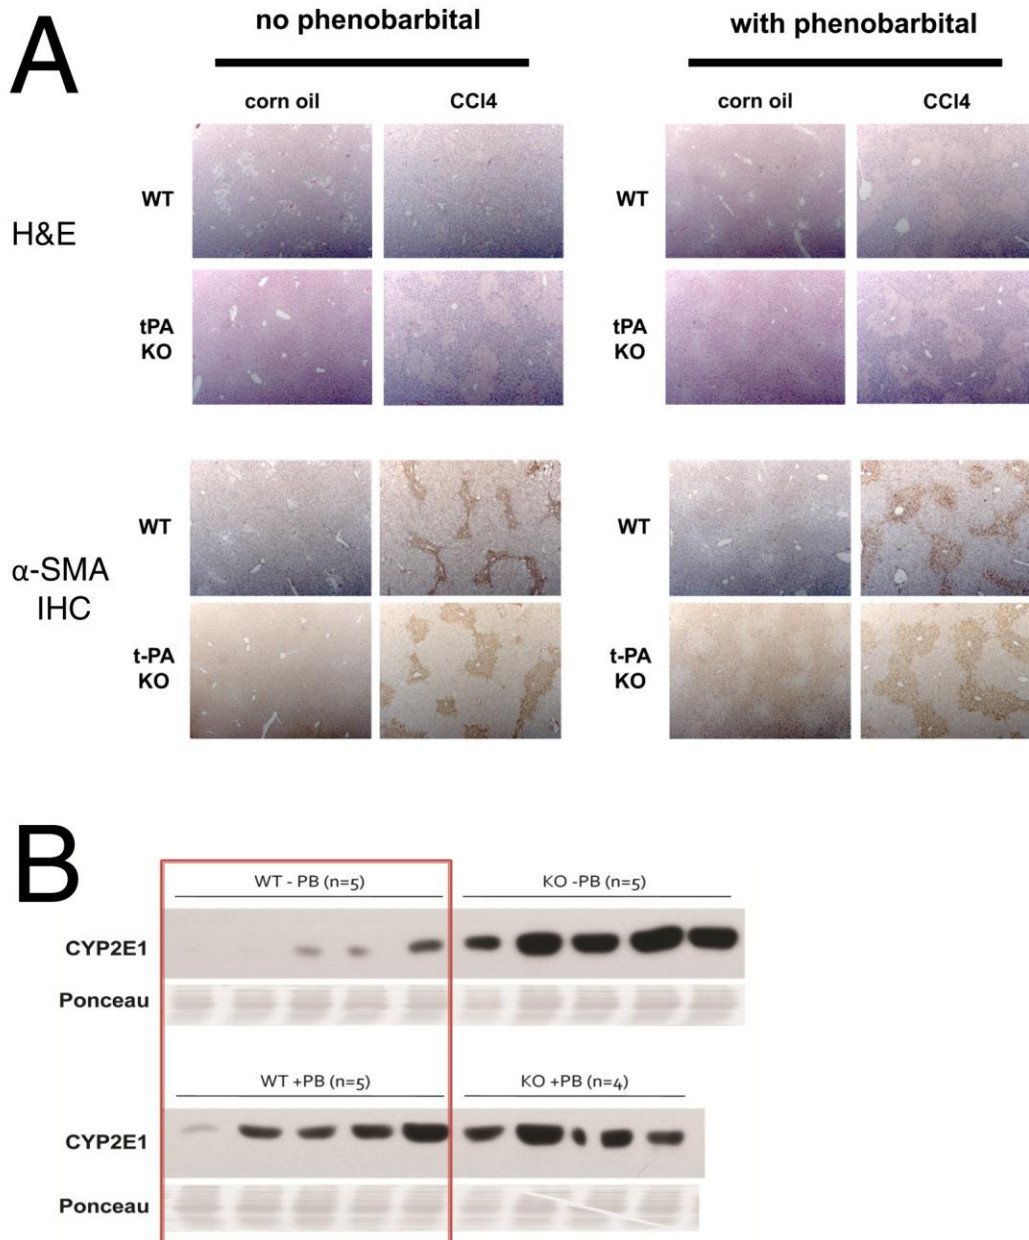 A
no phenobarbital
with phenobarbital
corn oil
CCl4
corn oil
CCl4
H&E
WT
WT
tPA
KO
tPA
KO
α-SMA
IHC
WT
WT
t-PA
KO
t-PA
KO
B
WT - PB (n=5)
KO -PB (n=5)
CYP2E1
Ponceau
WT +PB (n=5)
KO +PB (n=4)
CYP2E1
Ponceau